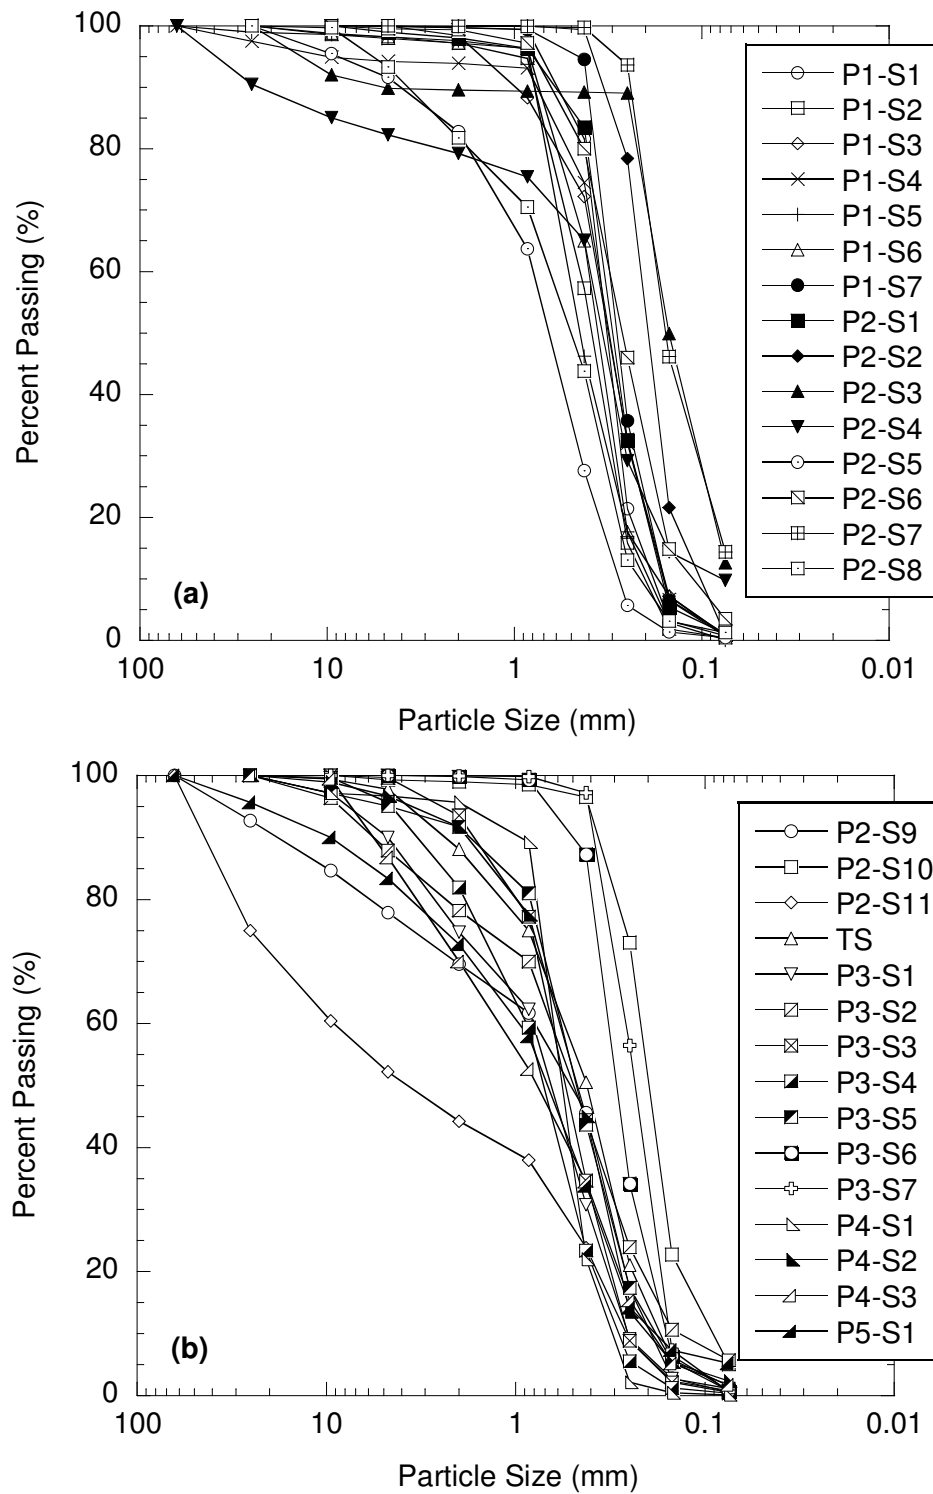 100
80
60
40
20
0
Percent Passing (%)
(a)
100
10
1
0.1
0.01
Particle Size (mm)
P1-S1
P1-S2
P1-S3
P1-S4
P1-S5
P1-S6
P1-S7
P2-S1
P2-S2
P2-S3
P2-S4
P2-S5
P2-S6
P2-S7
P2-S8
100
80
60
40
20
0
Percent Passing (%)
(b)
100
10
1
0.1
0.01
Particle Size (mm)
P2-S9
P2-S10
P2-S11
TS
P3-S1
P3-S2
P3-S3
P3-S4
P3-S5
P3-S6
P3-S7
P4-S1
P4-S2
P4-S3
P5-S1